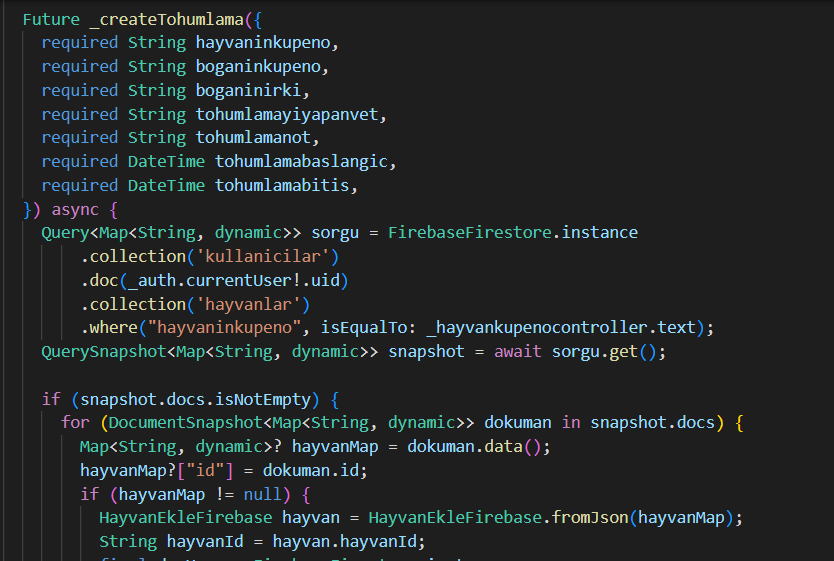 Future _createTohumlama({
required String hayvaninkupeno,
required String boganinkupeno,
required String boganinirki,
required String tohumlamayiyapanvet,
required String tohumlamanot,
required DateTime tohumlamabaslangic,
required DateTime tohumlamabitis,
}) async {
Query<Map<String, dynamic>> sorgu = FirebaseFirestore.instance
.collection('kullanicilar')
.doc(_auth.currentUser!.uid)
.collection('hayvanlar')
.where("hayvaninkupeno", isEqualTo: _hayvankupenocontroller.text);
QuerySnapshot<Map<String, dynamic>> snapshot = await sorgu.get();
if (snapshot.docs.isNotEmpty) {
for (DocumentSnapshot<Map<String, dynamic>> dokuman in snapshot.docs) {
Map<String, dynamic>? hayvanMap = dokuman.data();
hayvanMap?["id"] = dokuman.id;
if (hayvanMap != null) {
HayvanEkleFirebase hayvan = HayvanEkleFirebase.fromJson(hayvanMap);
String hayvanId = hayvan.hayvanId;